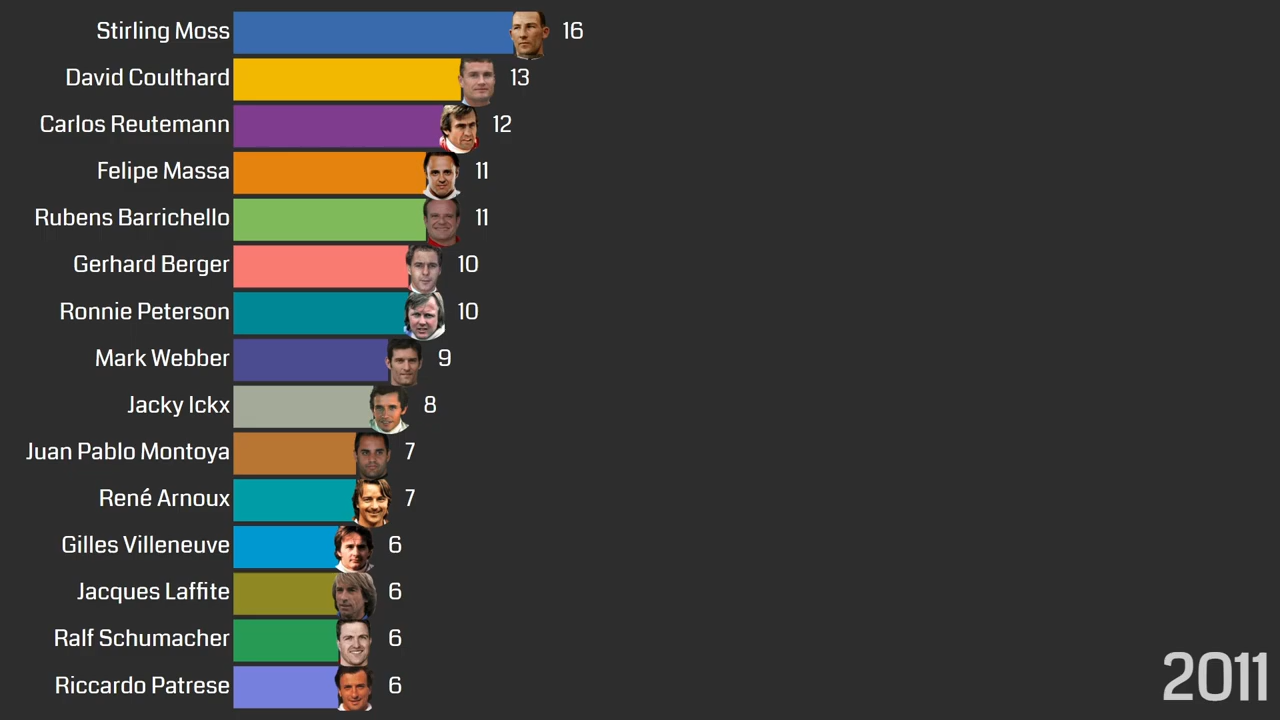 Stirling Moss 16
David Coulthard 13
Carlos Reutemann 12
Felipe Massa 11
Rubens Barrichello 11
Gerhard Berger 10
Ronnie Peterson 10
Mark Webber 9
Jacky Ickx 8
Juan Pablo Montoya 7
René Arnoux 7
Gilles Villeneuve 6
Jacques Laffite 6
Ralf Schumacher 6
Riccardo Patrese 6
2011